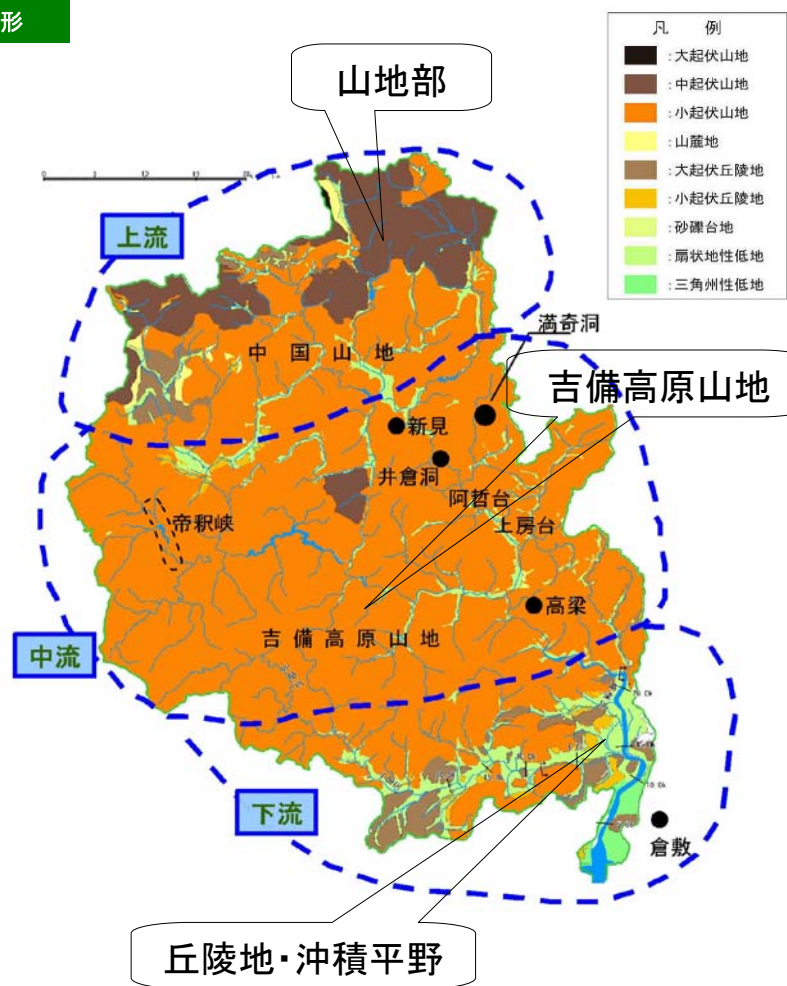 形
凡 例
:大起伏山地
:中起伏山地
:小起伏山地
:山麓地
:大起伏丘陵地
:小起伏丘陵地
:砂礫台地
:扇状地性低地
:三角州性低地
山地部
上流
満奇洞
中国山地
吉備高原山地
新見
井倉洞
阿哲台
上房台
帝釈峡
高梁
吉備高原山地
中流
下流
倉敷
丘陵地・沖積平野